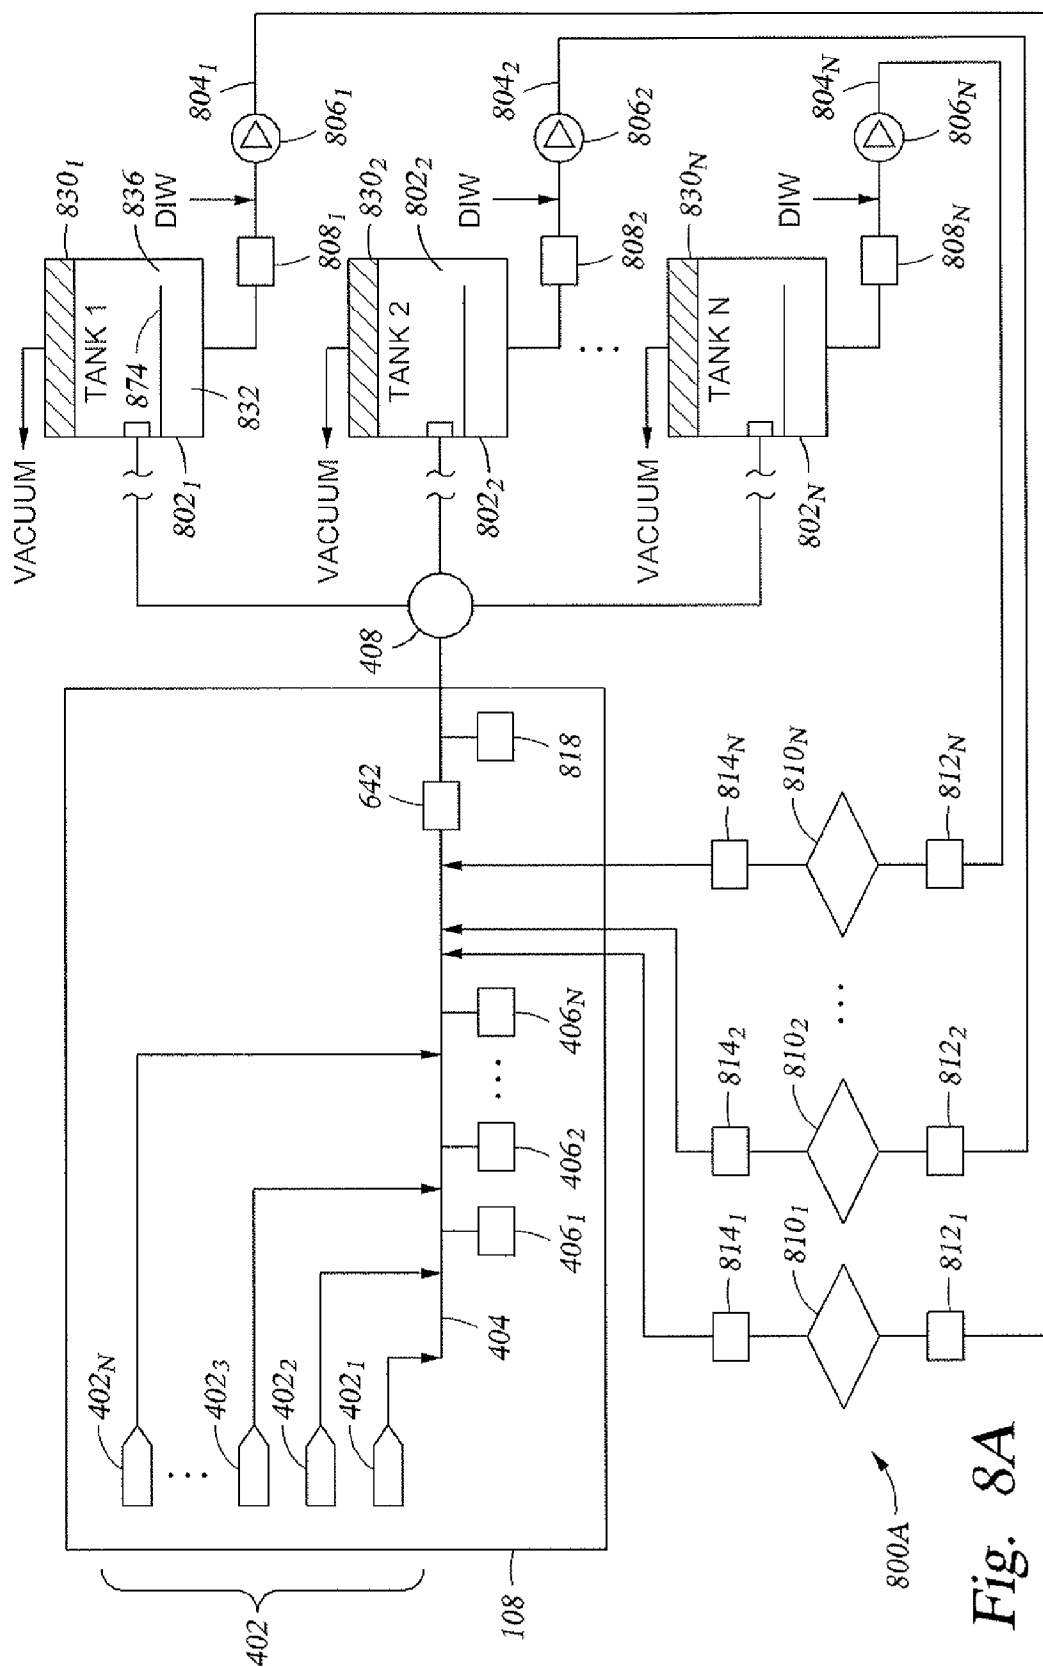 VACUUM
TANK 1
830₁
836
DIW
804₁
874
832
802₁
808₁
806₁
VACUUM
TANK 2
830₂
802₂
DIW
804₂
802₂
808₂
806₂
...
VACUUM
TANK N
830N
DIW
804N
802N
808N
806N
408
642
818
402N
...
402₃
402₂
402₁
402
404
406₁
406₂
...
406N
108
814₁
814₂
814N
810₁
810₂
...
810N
812₁
812₂
812N
800A
Fig. 8A